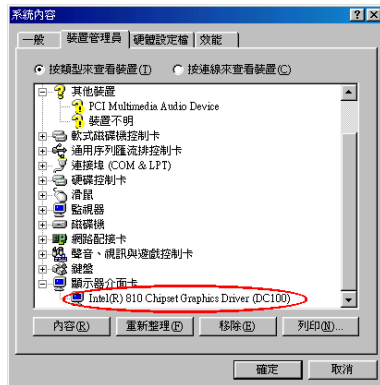 系統內容
一般
裝置管理員
硬體設定檔
效能
按類型來查看裝置(T)
按連線來查看裝置(C)
其他裝置
PCI Multimedia Audio Device
裝置不明
軟式磁碟機控制卡
通用序列匯流排控制卡
連接埠 (COM & LPT)
硬碟控制卡
滑鼠
監視器
磁碟機
網路配接卡
聲音、視訊與遊戲控制卡
鍵盤
顯示器介面卡
Intel(R) 810 Chipset Graphics Driver (DC100)
內容(R)
重新整理(F)
移除(E)
列印(N)...
確定
取消